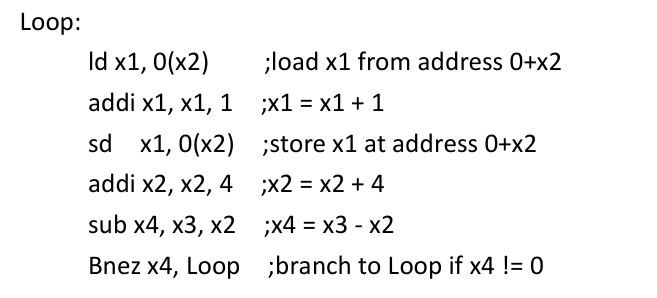 Loop:
ld x1, 0(x2) ;load x1 from address 0+x2
addi x1, x1, 1 ;x1 = x1 + 1
sd x1, 0(x2) ;store x1 at address 0+x2
addi x2, x2, 4 ;x2 = x2 + 4
sub x4, x3, x2 ;x4 = x3 - x2
Bnez x4, Loop ;branch to Loop if x4 != 0